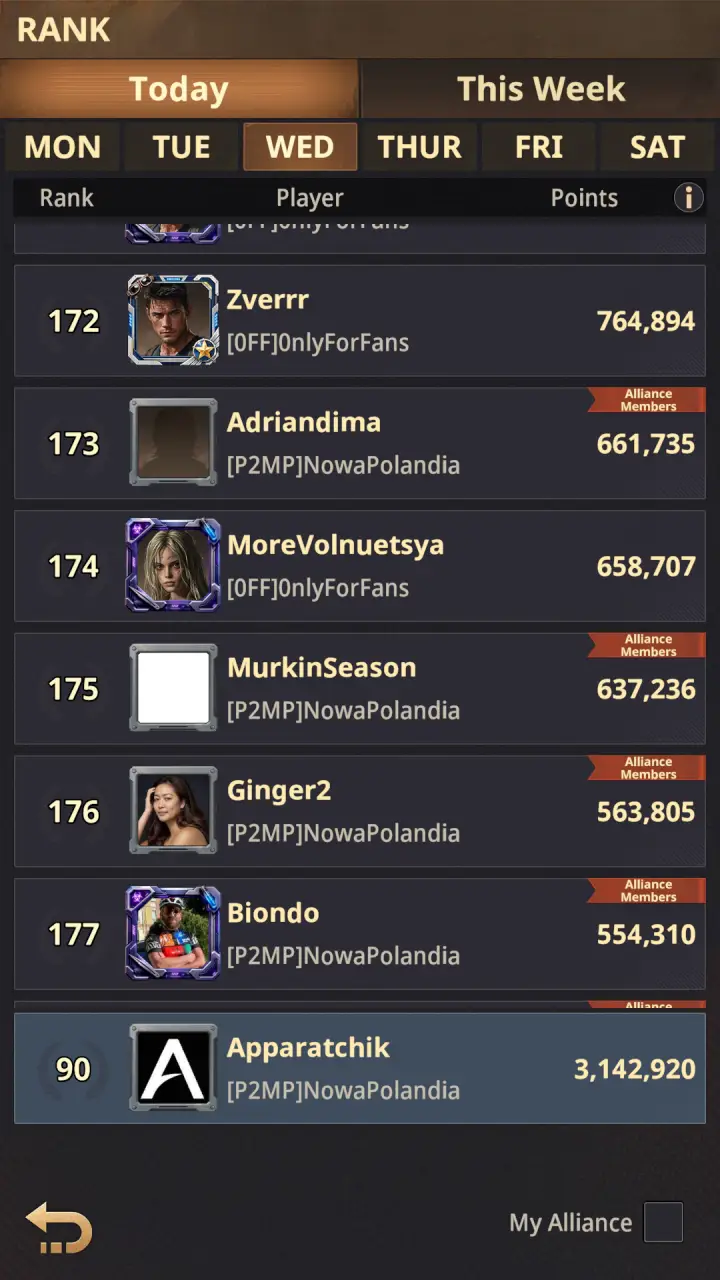 RANK
Today
This Week
MON
TUE
WED
THUR
FRI
SAT
Rank
Player
Points
[0FF]0nlyForFans
172
Zverrr
[0FF]0nlyForFans
764,894
173
Adriandima
[P2MP]NowaPolandia
Alliance
Members
661,735
174
MoreVolnuetsya
[0FF]0nlyForFans
658,707
175
MurkinSeason
[P2MP]NowaPolandia
Alliance
Members
637,236
176
Ginger2
[P2MP]NowaPolandia
Alliance
Members
563,805
177
Biondo
[P2MP]NowaPolandia
Alliance
Members
554,310
Alliance
90
Apparatchik
[P2MP]NowaPolandia
3,142,920
My Alliance